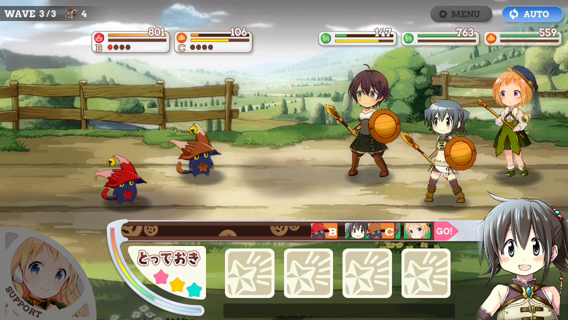 WAVE 3/3 4
MENU
AUTO
801
B
106
C
147
763
559
B
C
GO!
とっておき
SUPPORT